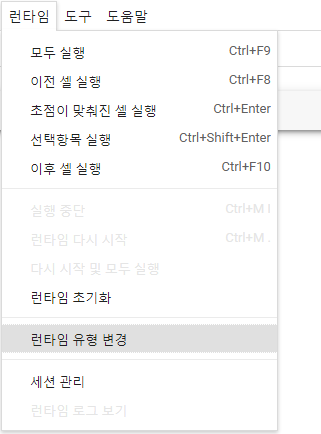 런타임 도구 도움말
모두 실행 Ctrl+F9
이전 셀 실행 Ctrl+F8
초점이 맞춰진 셀 실행 Ctrl+Enter
선택항목 실행 Ctrl+Shift+Enter
이후 셀 실행 Ctrl+F10
실행 중단 Ctrl+M I
런타임 다시 시작 Ctrl+M .
다시 시작 및 모두 실행
런타임 초기화
런타임 유형 변경
세션 관리
런타임 로그 보기